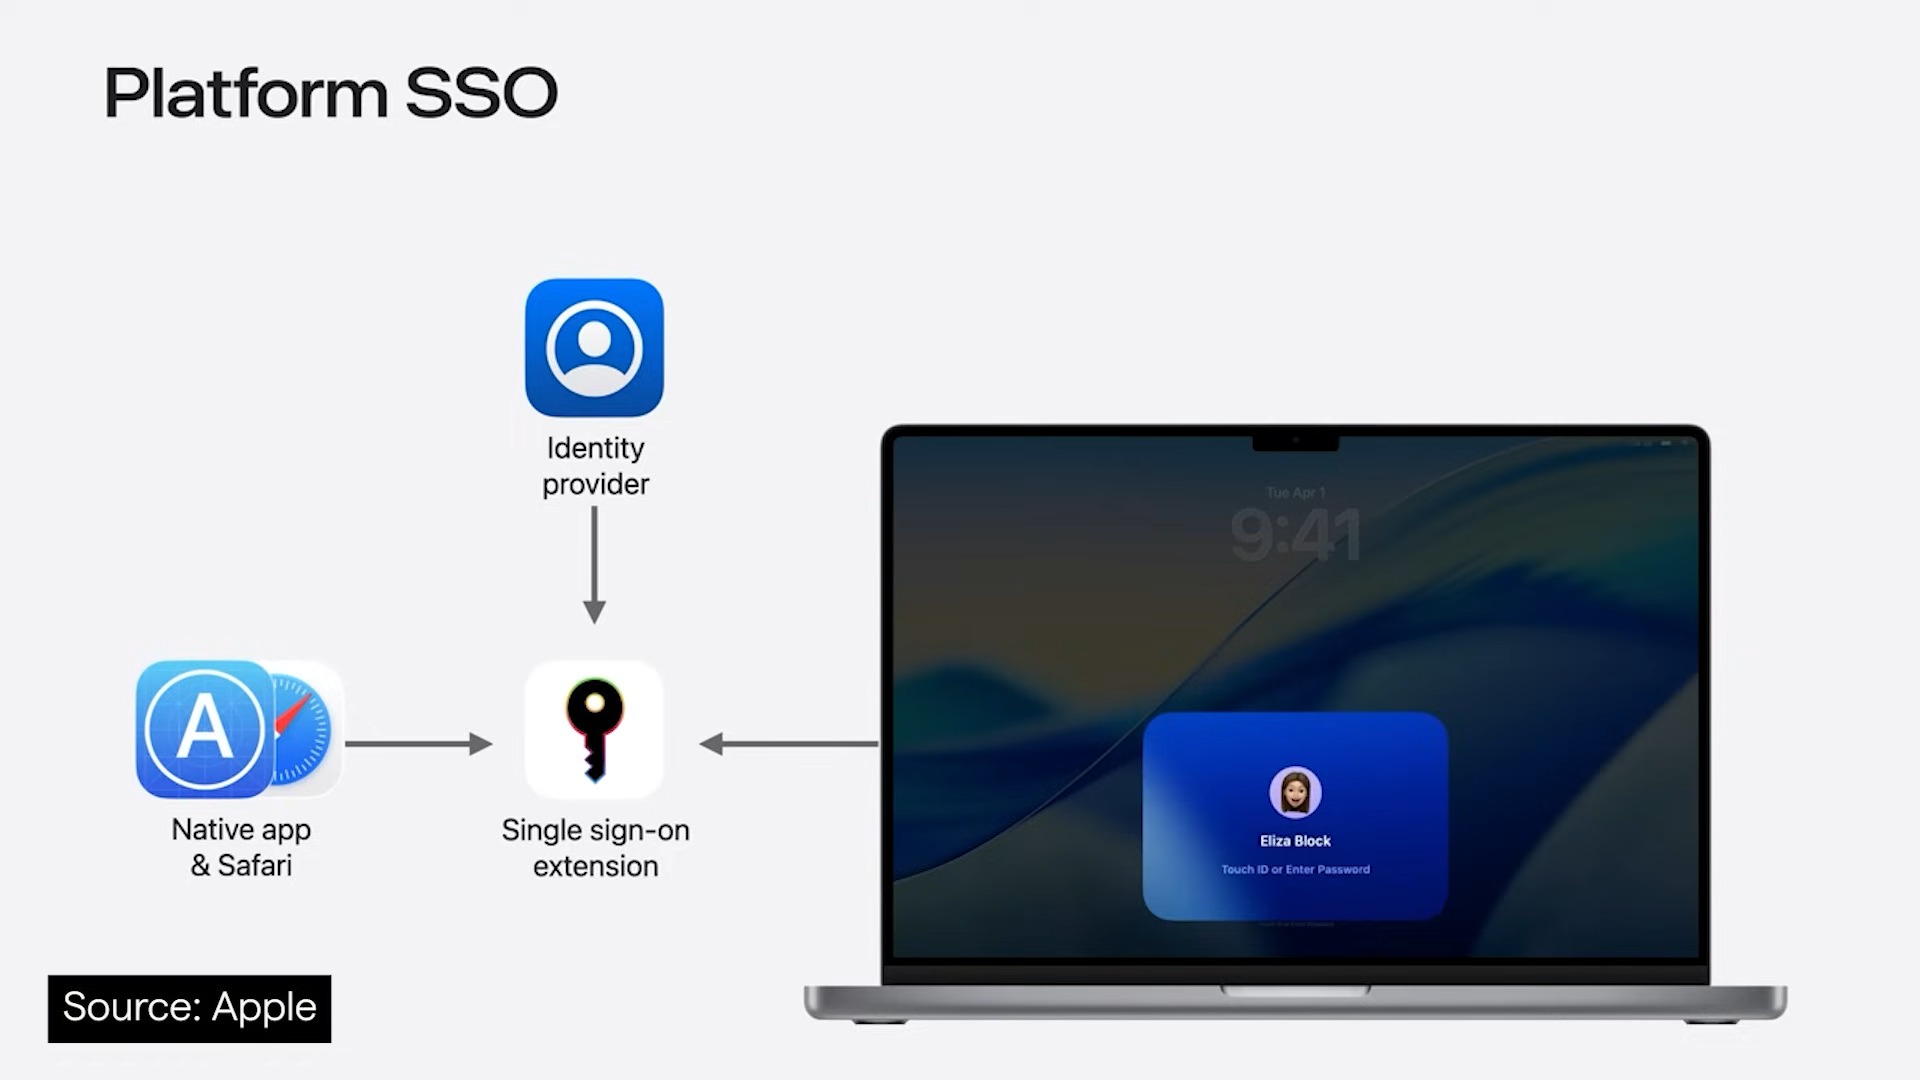 Platform SSO
Identity
provider
Native app
& Safari
Single sign-on
extension
Tue Apr 1
9:41
Eliza Block
Touch ID or Enter Password
Source: Apple